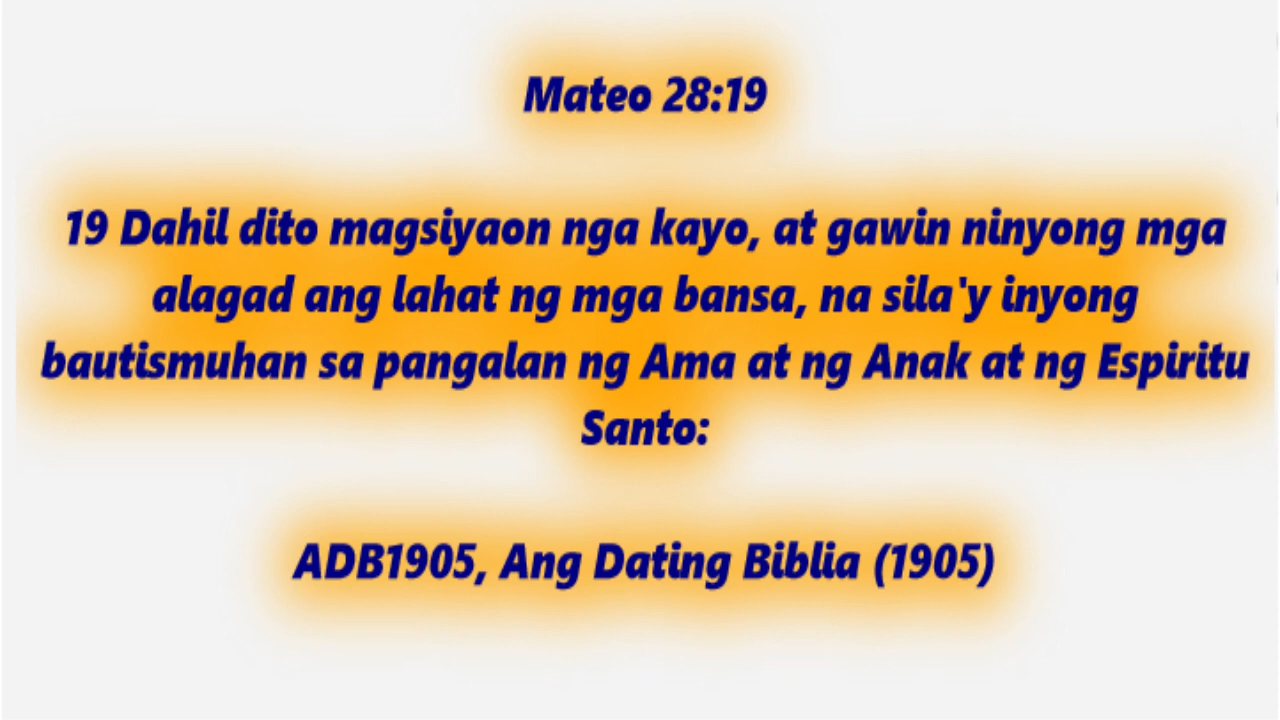 Mateo 28:19
19 Dahil dito magsiyaon nga kayo, at gawin ninyong mga
alagad ang lahat ng mga bansa, na sila'y inyong
bautismuhan sa pangalan ng Ama at ng Anak at ng Espiritu
Santo:
ADB1905, Ang Dating Biblia (1905)